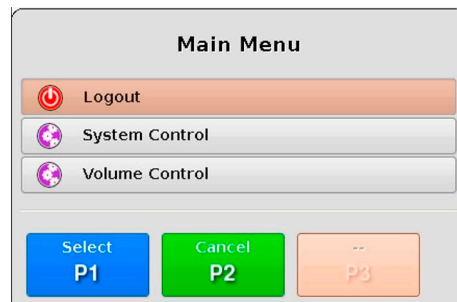 Main Menu
Logout
System Control
Volume Control
Select Cancel --
P1 P2 P3